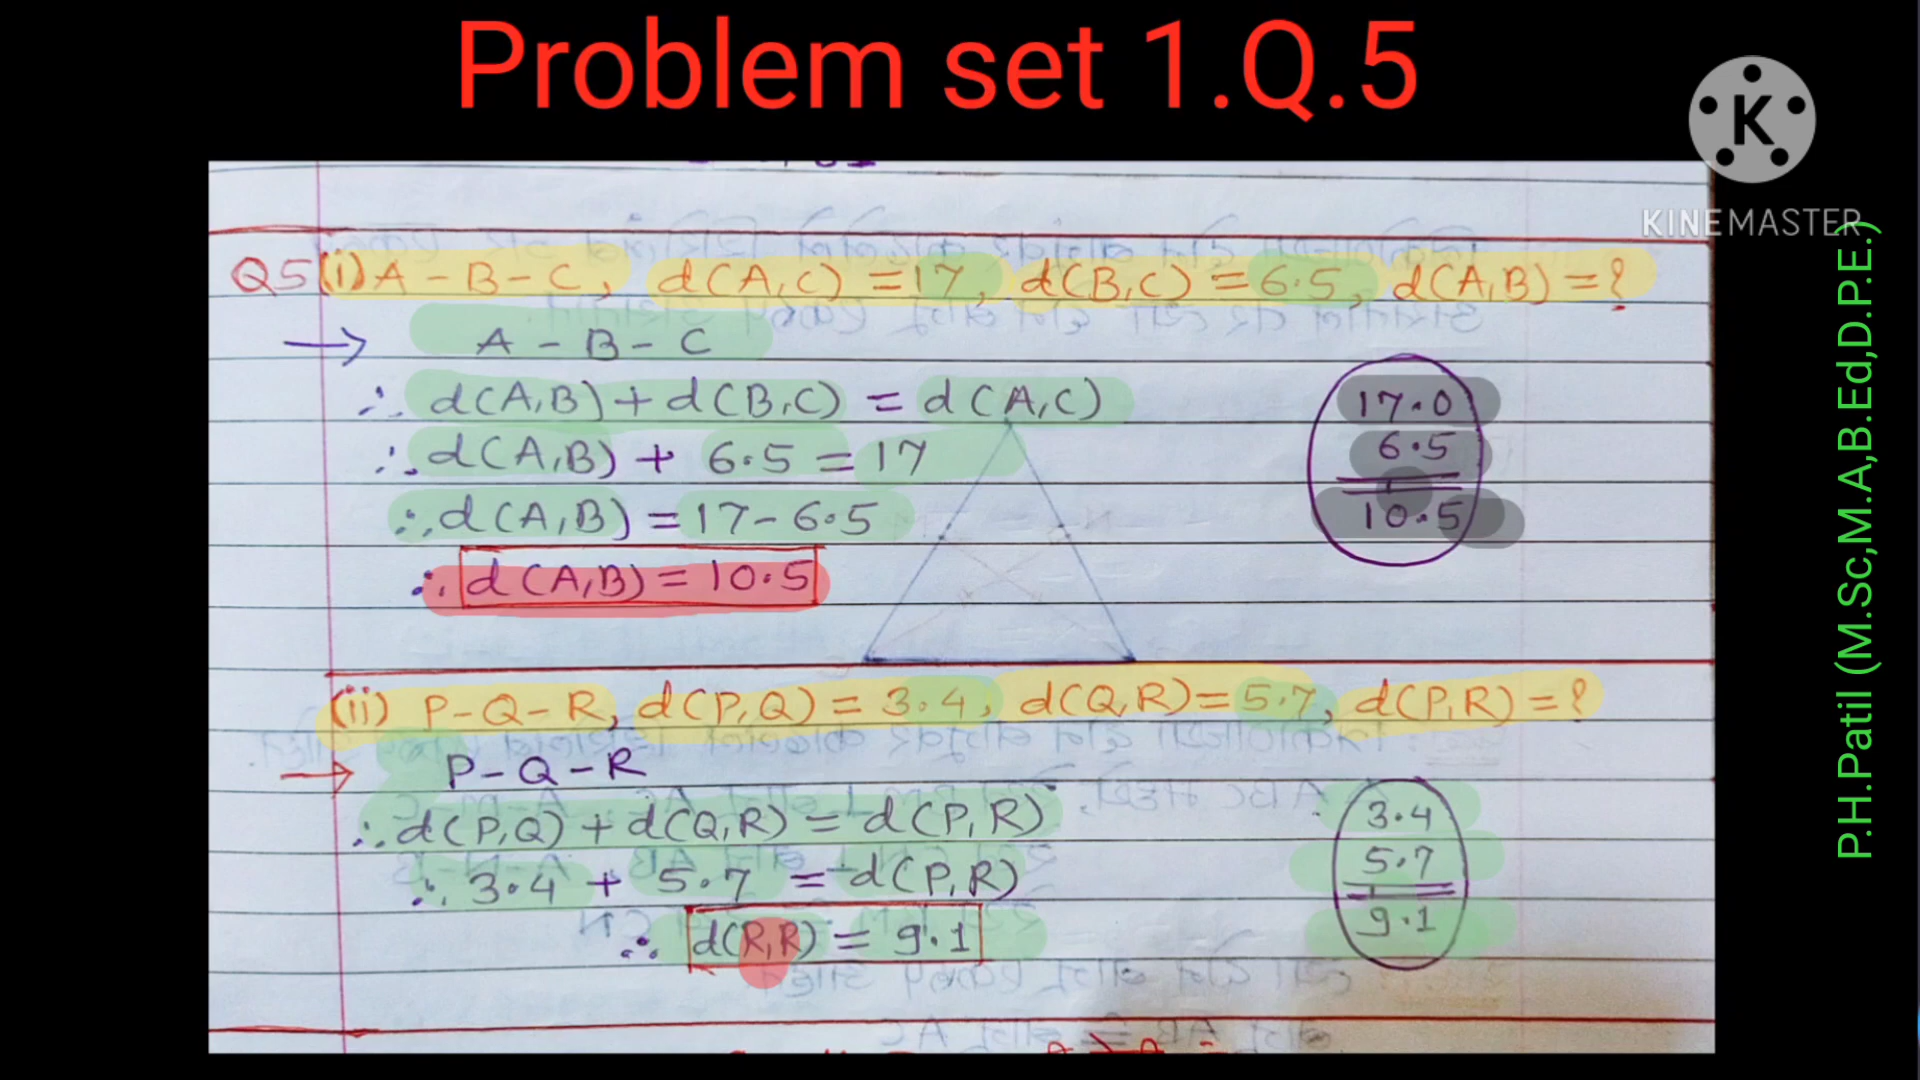 Problem set 1.Q.5
KINEMASTER
Q5 (i) A - B - C, d(A,C) = 17, d(B,C) = 6.5, d(A,B) = ?
→ A - B - C
∴ d(A,B) + d(B,C) = d(A,C)
∴ d(A,B) + 6.5 = 17
∴ d(A,B) = 17 - 6.5
∴ d(A,B) = 10.5
17.0
6.5
10.5
(ii) P-Q-R, d(P,Q) = 3.4, d(Q,R) = 5.7, d(P,R) = ?
→ P-Q-R
∴ d(P,Q) + d(Q,R) = d(P,R)
∴ 3.4 + 5.7 = d(P,R)
∴ d(R,R) = 9.1
3.4
5.7
9.1
P.H.Patil (M.Sc,M.A,B.Ed,D.P.E.)